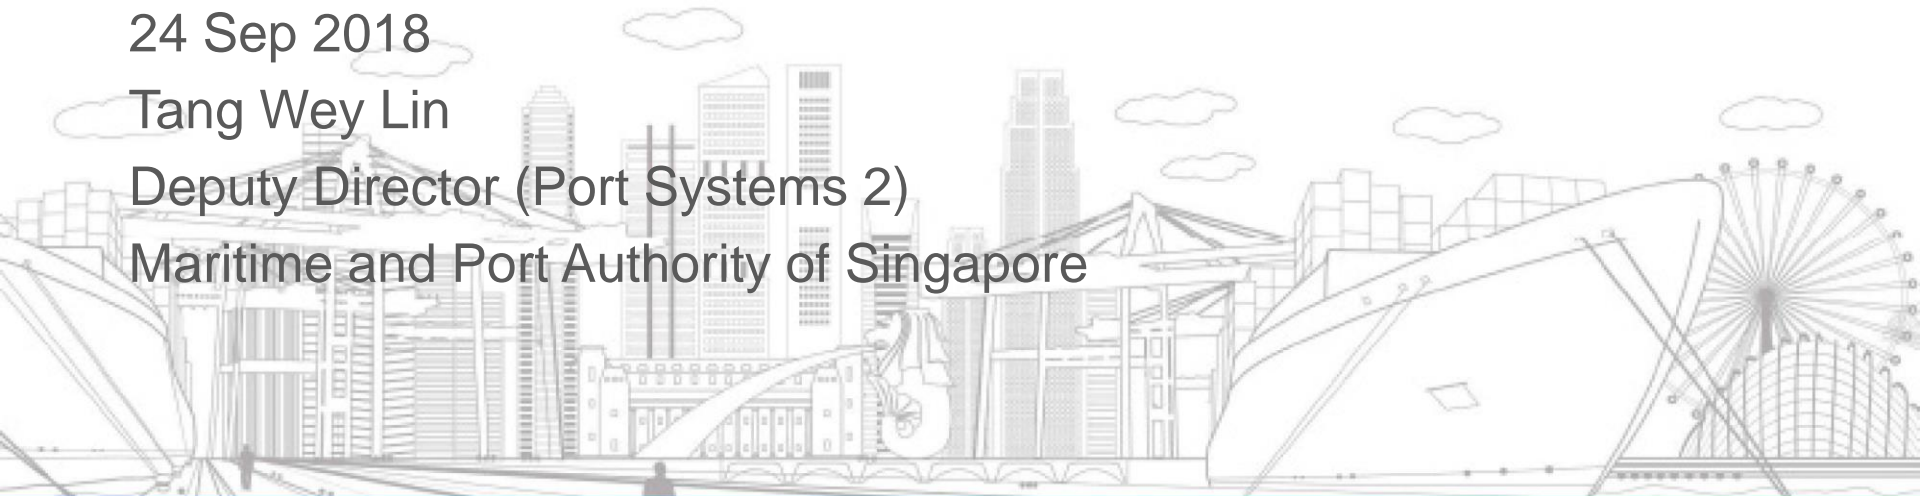 24 Sep 2018
Tang Wey Lin
Deputy Director (Port Systems 2)
Maritime and Port Authority of Singapore